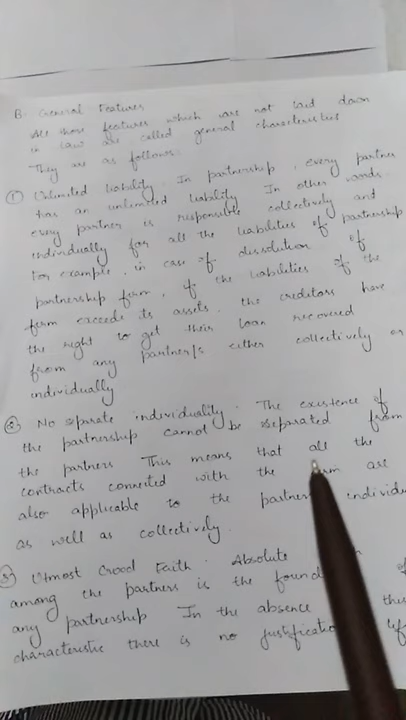 B. General Features
All those features which are not laid down
in law are called general characteristics
They are as follows:
① Unlimited liability. In partnership, every partner
has an unlimited liability. In other words.
every partner is responsible collectively and
individually for all the liabilities of partnership
For example, in case of dissolution of
partnership firm, if the liabilities of the
firm exceeds its assets. the creditors have
the right to get their loan recovered
from any partner/s either collectively or
individually
② No separate individuality. The existence of
the partnership cannot be separated from
the partners This means that all the
contracts connected with the are
also applicable to the
as well as collectively.
③ Utmost Good Faith. Absolute
among the partners is the of
any partnership In the absence
characteristic there is no